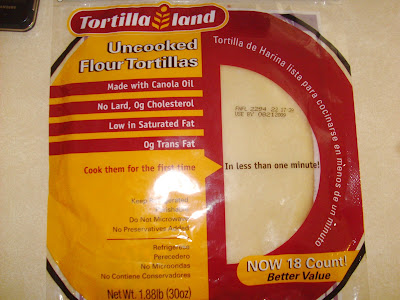 Tortilla land
Uncooked
Flour Tortillas
Made with Canola Oil
No Lard, 0g Cholesterol
Low in Saturated Fat
0g Trans Fat
Cook them for the first time
In less than one minute!
Tortilla de Harina lista para cocinarse en menos de un minuto
USE BY
Do Not Microwave
No Preservatives Added
Refrigerese
Perecedero
No Microondas
No Contiene Conservadores
Net Wt. 1.88lb (30oz)
NOW 18 Count!
Better Value